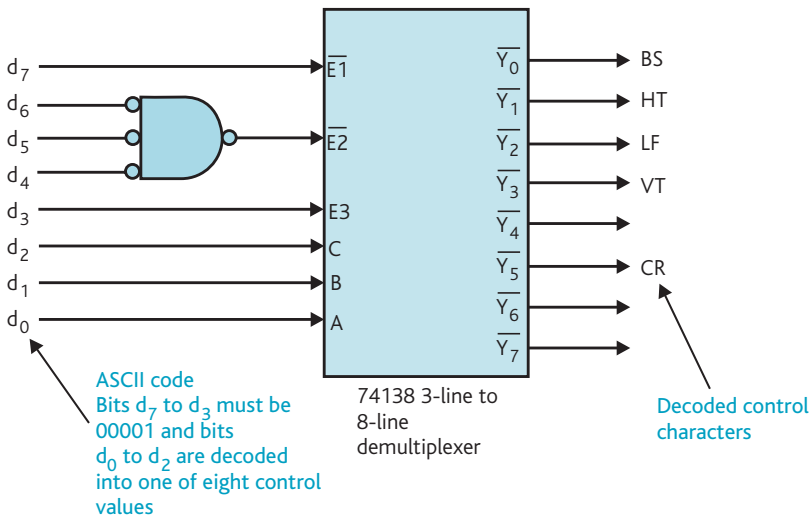 d7
d6
d5
d4
d3
d2
d1
d0
E1
E2
E3
C
B
A
Y0
Y1
Y2
Y3
Y4
Y5
Y6
Y7
BS
HT
LF
VT
CR
ASCII code
Bits d7 to d3 must be
00001 and bits
d0 to d2 are decoded
into one of eight control
values
74138 3-line to
8-line
demultiplexer
Decoded control
characters